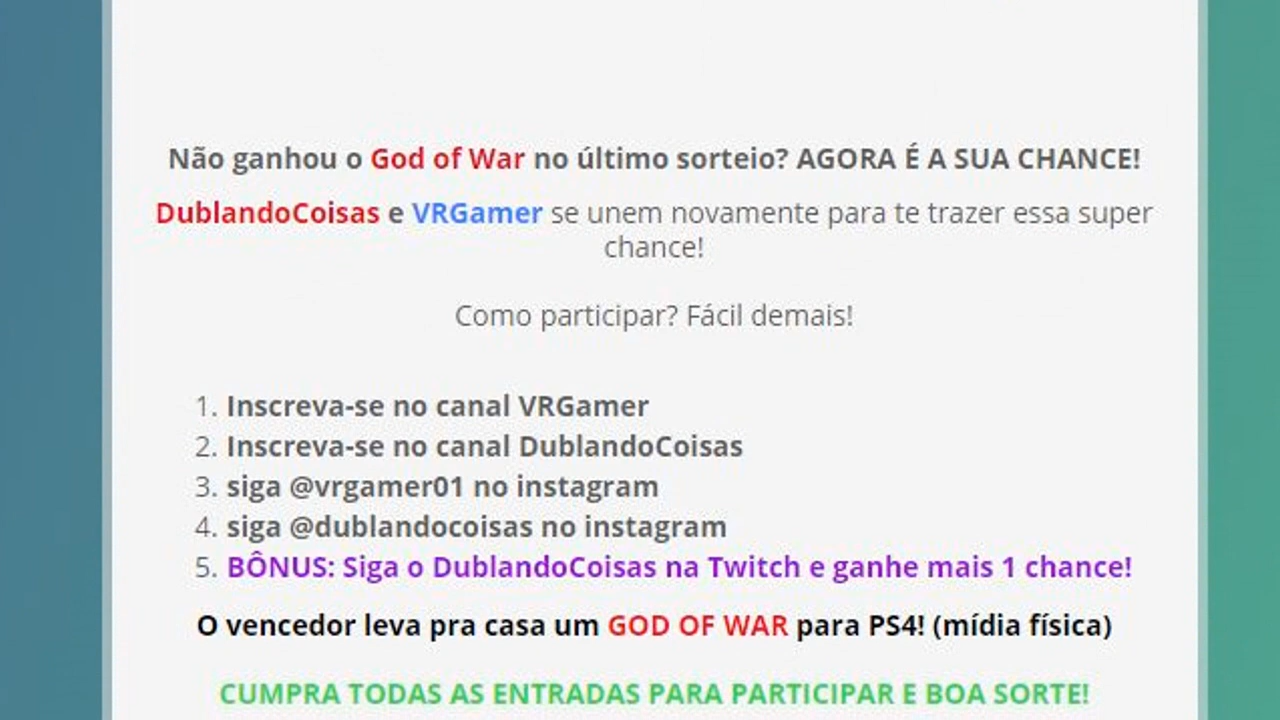 Não ganhou o God of War no último sorteio? AGORA É A SUA CHANCE!
DublandoCoisas e VRGamer se unem novamente para te trazer essa super
chance!
Como participar? Fácil demais!
1. Inscreva-se no canal VRGamer
2. Inscreva-se no canal DublandoCoisas
3. siga @vrgamer01 no instagram
4. siga @dublandocoisas no instagram
5. BÔNUS: Siga o DublandoCoisas na Twitch e ganhe mais 1 chance!
O vencedor leva pra casa um GOD OF WAR para PS4! (mídia física)
CUMPRA TODAS AS ENTRADAS PARA PARTICIPAR E BOA SORTE!